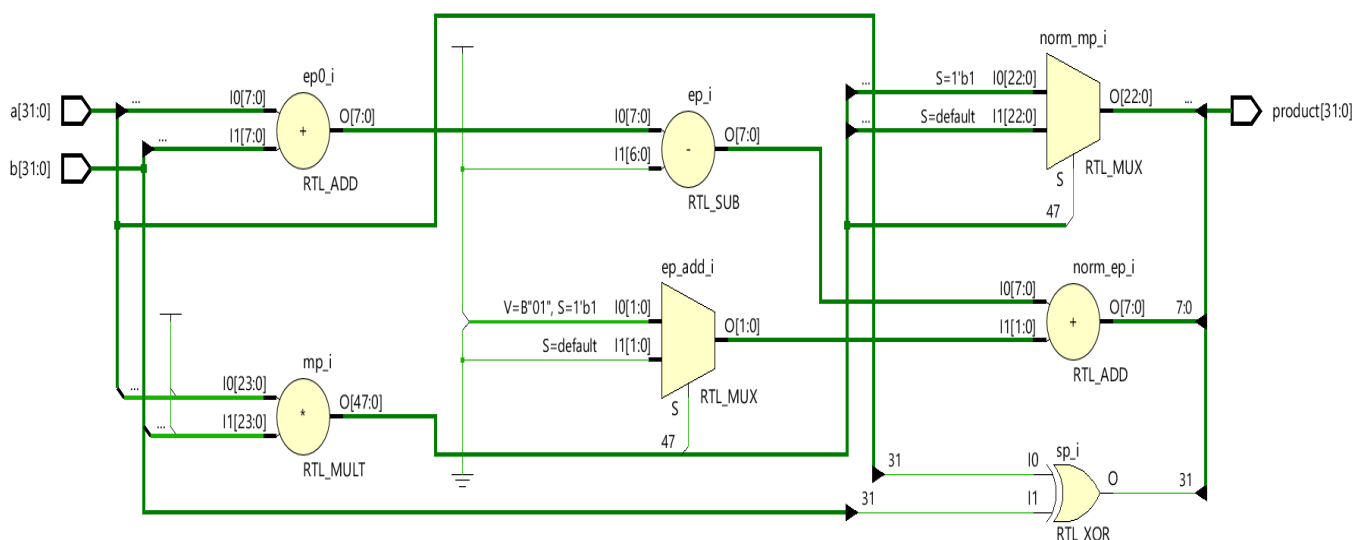 a[31:0]
b[31:0]
...
...
ep0_i
I0[7:0]
I1[7:0]
+
O[7:0]
RTL_ADD
...
...
mp_i
I0[23:0]
I1[23:0]
*
O[47:0]
RTL_MULT
ep_i
I0[7:0]
I1[6:0]
-
O[7:0]
RTL_SUB
ep_add_i
V=B"01", S=1'b1
I0[1:0]
S=default
I1[1:0]
O[1:0]
S
RTL_MUX
47
norm_mp_i
...
S=1'b1
I0[22:0]
...
S=default
I1[22:0]
O[22:0]
...
S
RTL_MUX
47
norm_ep_i
I0[7:0]
I1[1:0]
+
O[7:0]
7:0
RTL_ADD
sp_i
31
I0
31
I1
O
31
RTL_XOR
product[31:0]